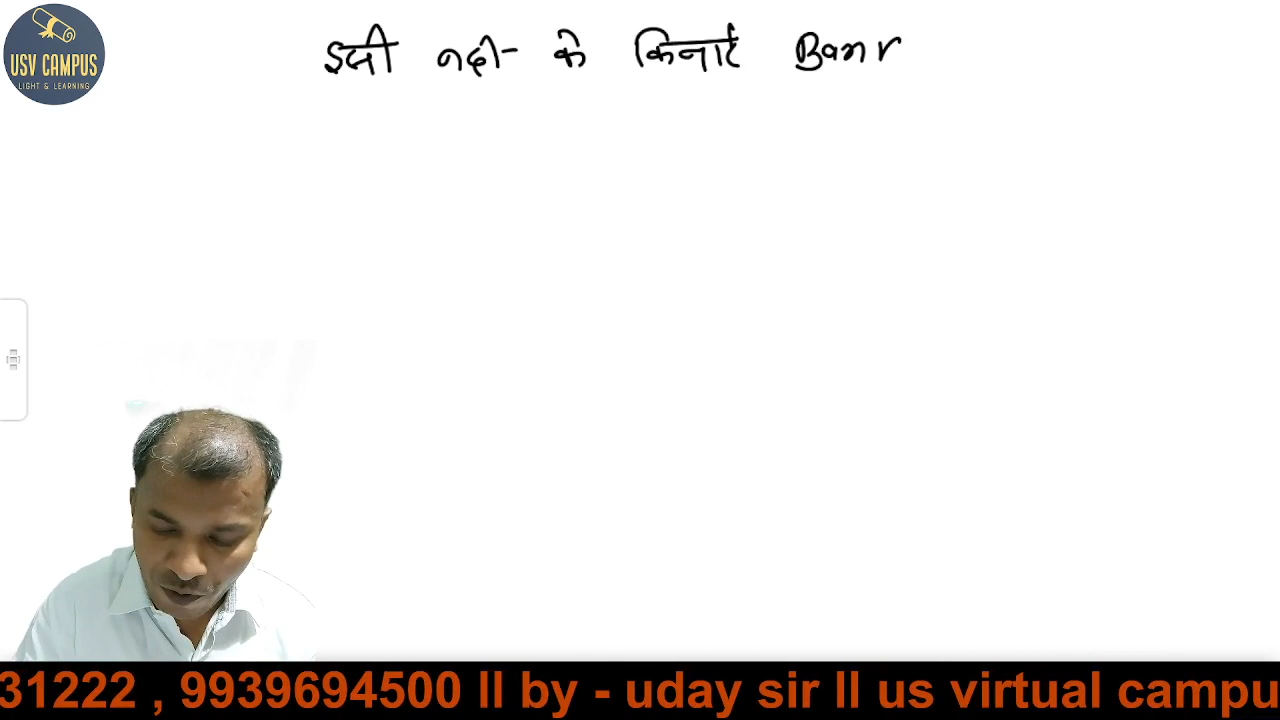 USV CAMPUS
LIGHT & LEARNING
इसी नदी के किनारे Banr
31222 , 9939694500 ll by - uday sir ll us virtual campu